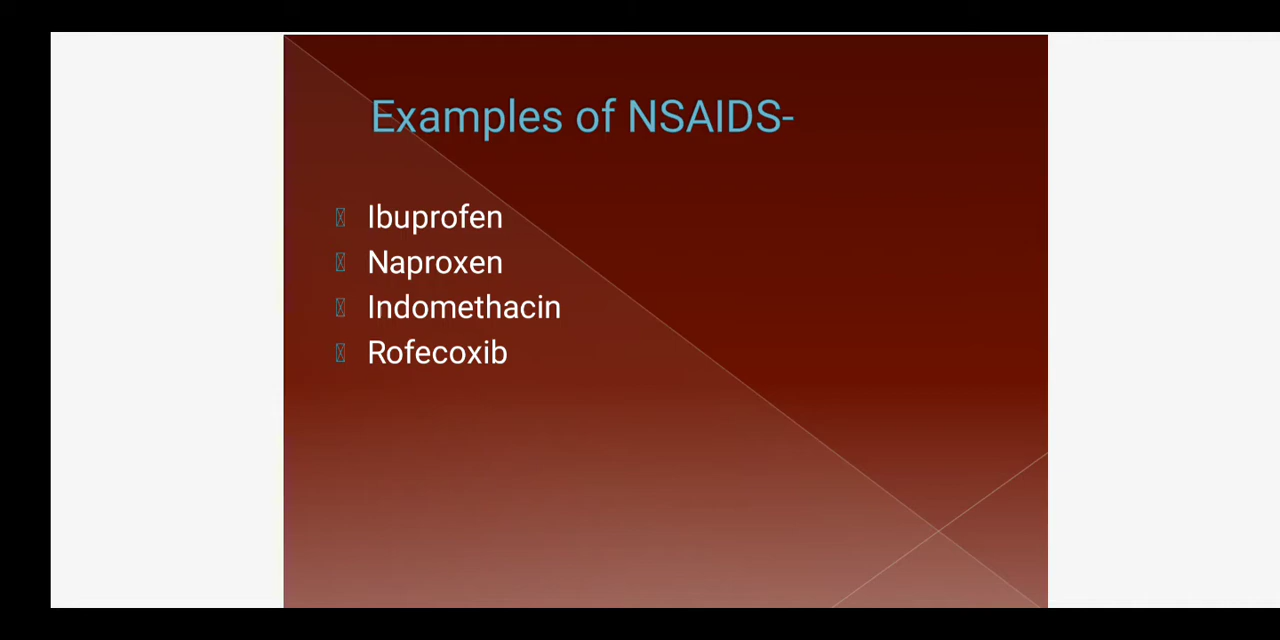 Examples of NSAIDS-
Ibuprofen
Naproxen
Indomethacin
Rofecoxib